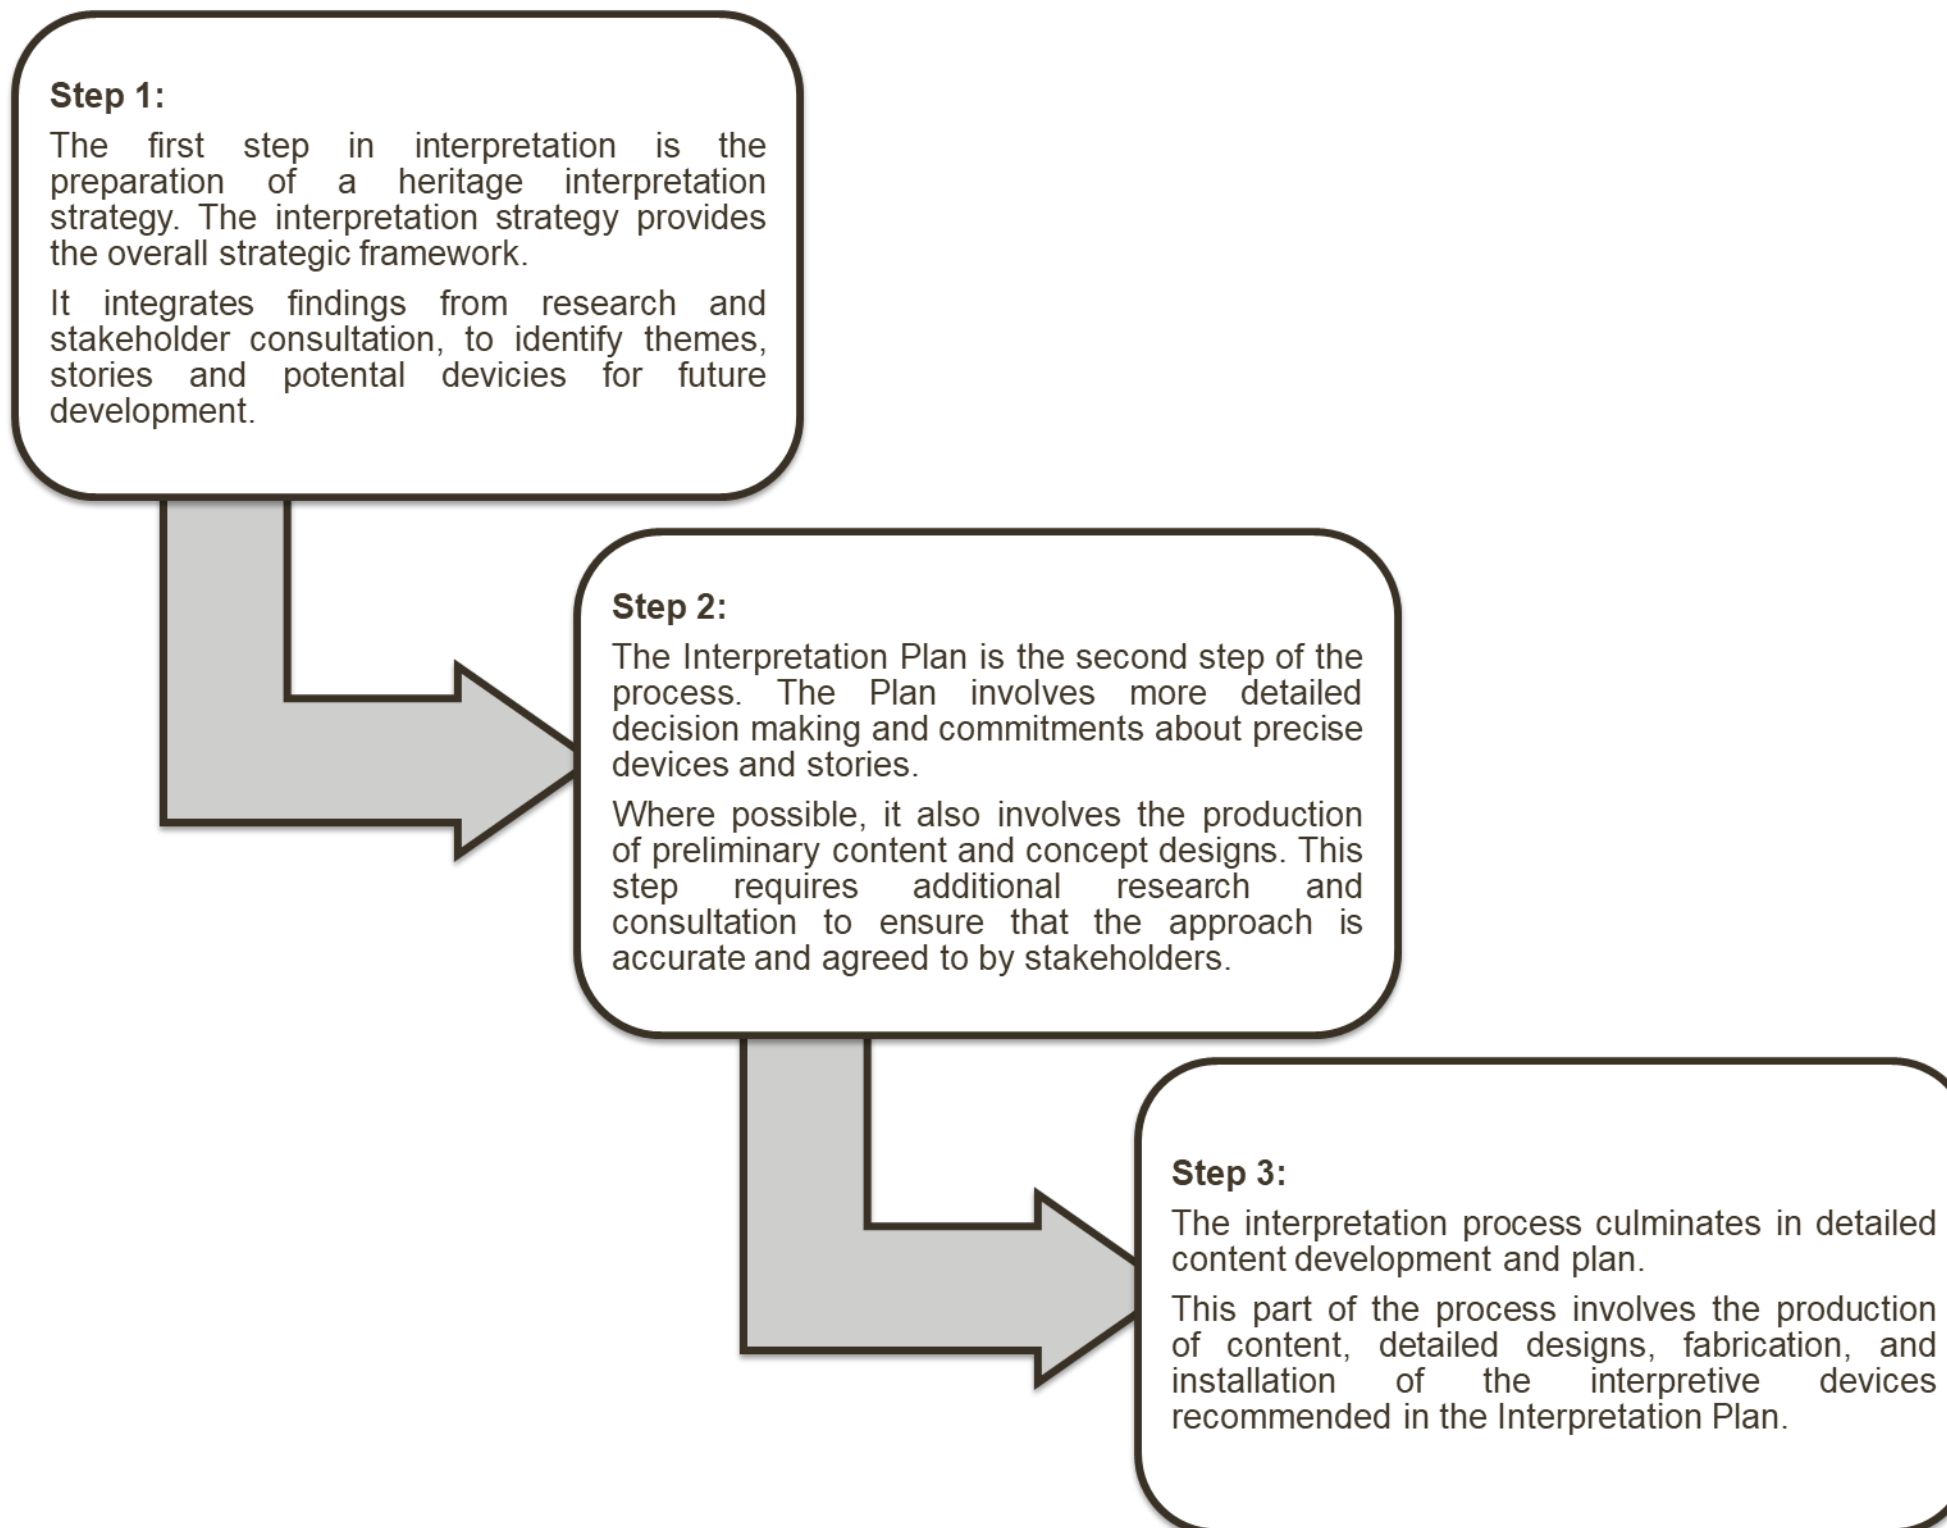 Step 1:
The first step in interpretation is the
preparation of a heritage interpretation
strategy. The interpretation strategy provides
the overall strategic framework.
It integrates findings from research and
stakeholder consultation, to identify themes,
stories and potental devicies for future
development.
Step 2:
The Interpretation Plan is the second step of the
process. The Plan involves more detailed
decision making and commitments about precise
devices and stories.
Where possible, it also involves the production
of preliminary content and concept designs. This
step requires additional research and
consultation to ensure that the approach is
accurate and agreed to by stakeholders.
Step 3:
The interpretation process culminates in detailed
content development and plan.
This part of the process involves the production
of content, detailed designs, fabrication, and
installation of the interpretive devices
recommended in the Interpretation Plan.